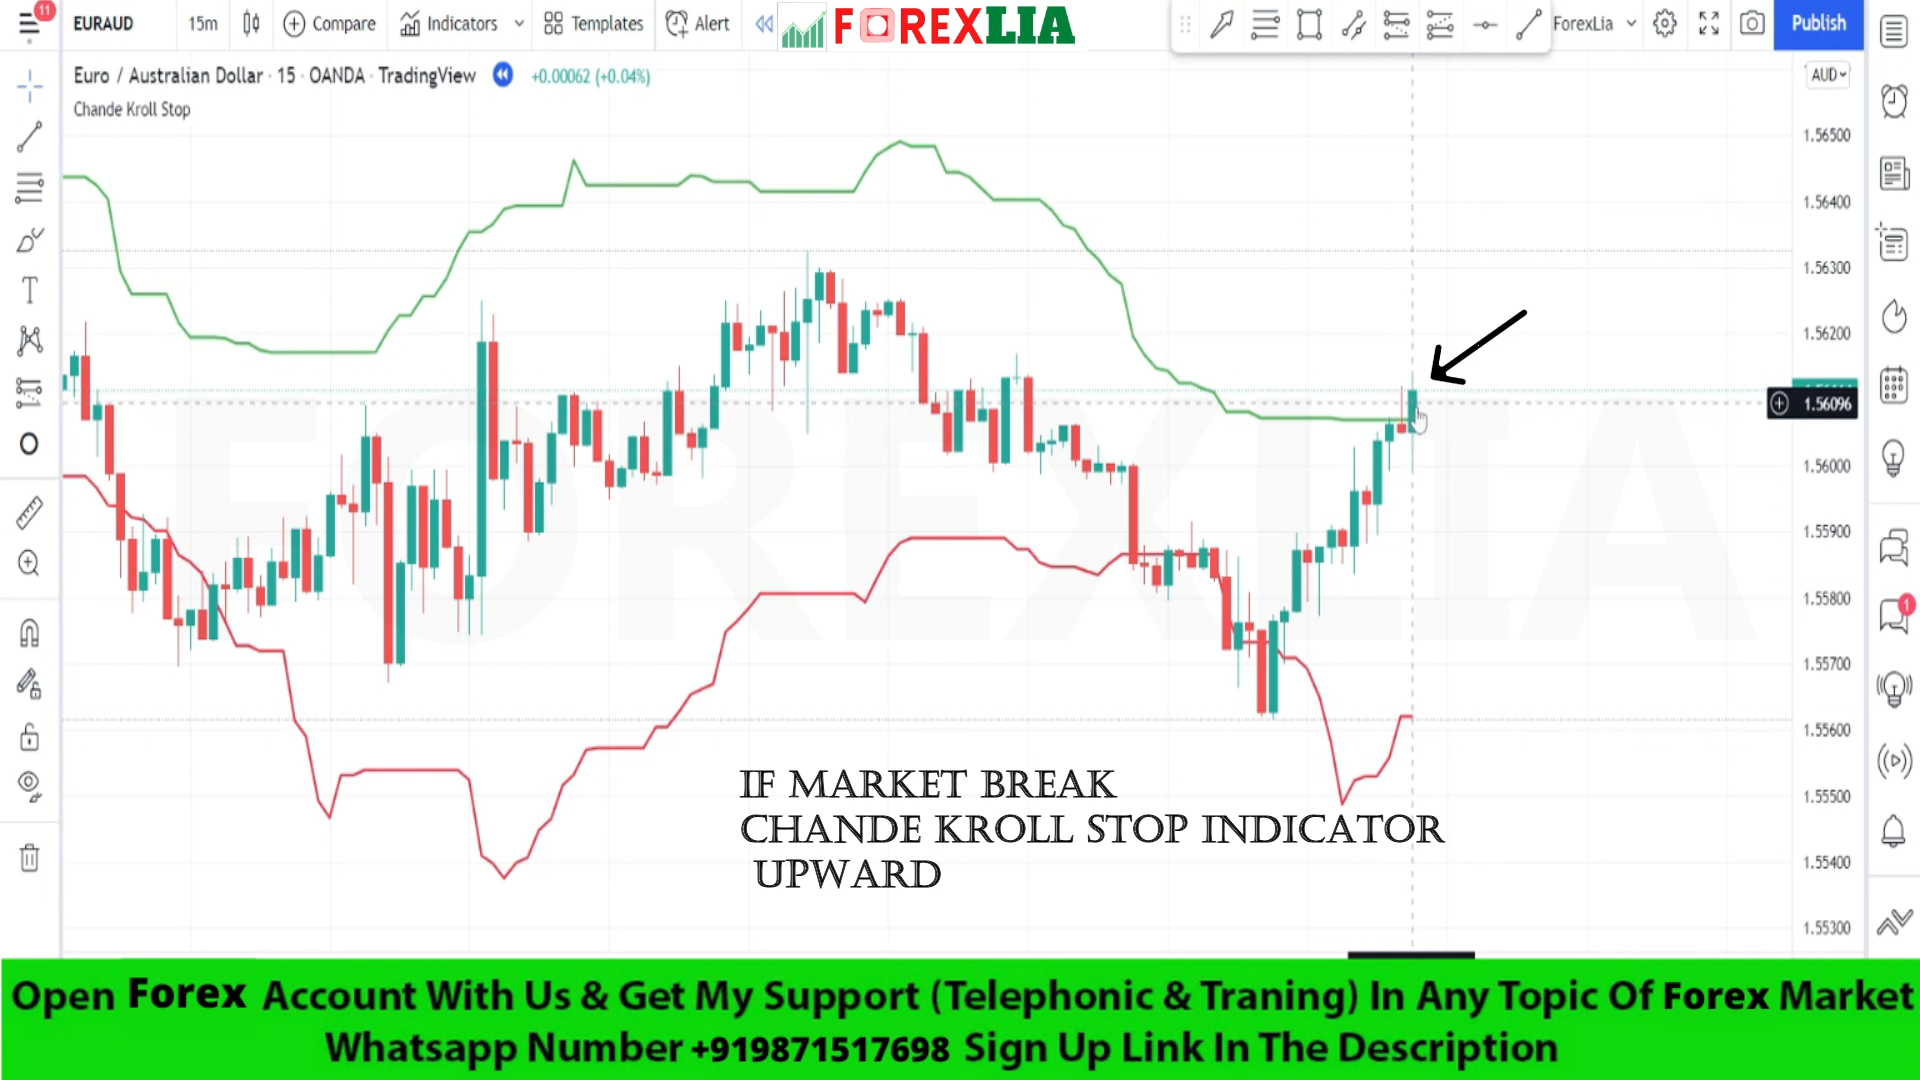 11
EURAUD 15m Compare Indicators Templates Alert FOREXLIA ForexLia Publish
Euro / Australian Dollar · 15 · OANDA · TradingView +0.00062 (+0.04%)
AUD
Chande Kroll Stop
1.56500
1.56400
1.56300
1.56200
1.56096
1.56000
1.55900
1.55800
1
1.55700
1.55600
1.55500
1.55400
1.55300
FOREXLIA
IF MARKET BREAK
CHANDE KROLL STOP INDICATOR
UPWARD
Open Forex Account With Us & Get My Support (Telephonic & Traning) In Any Topic Of Forex Market
Whatsapp Number +919871517698 Sign Up Link In The Description